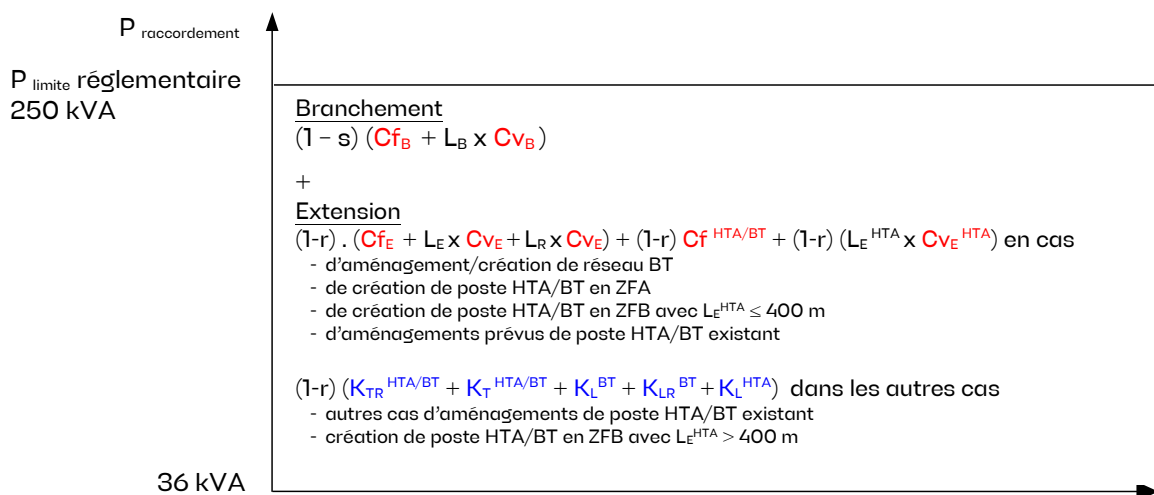 P raccordement
P limite réglementaire
250 kVA
Branchement
(1 – s) (Cf_B + L_B x Cv_B)
+
Extension
(1-r) . (Cf_E + L_E x Cv_E + L_R x Cv_E) + (1-r) Cf^HTA/BT + (1-r) (L_E^HTA x Cv_E^HTA) en cas
- d'aménagement/création de réseau BT
- de création de poste HTA/BT en ZFA
- de création de poste HTA/BT en ZFB avec L_E^HTA ≤ 400 m
- d'aménagements prévus de poste HTA/BT existant
(1-r) (K_TR^HTA/BT + K_T^HTA/BT + K_L^BT + K_LR^BT + K_L^HTA) dans les autres cas
- autres cas d'aménagements de poste HTA/BT existant
- création de poste HTA/BT en ZFB avec L_E^HTA > 400 m
36 kVA